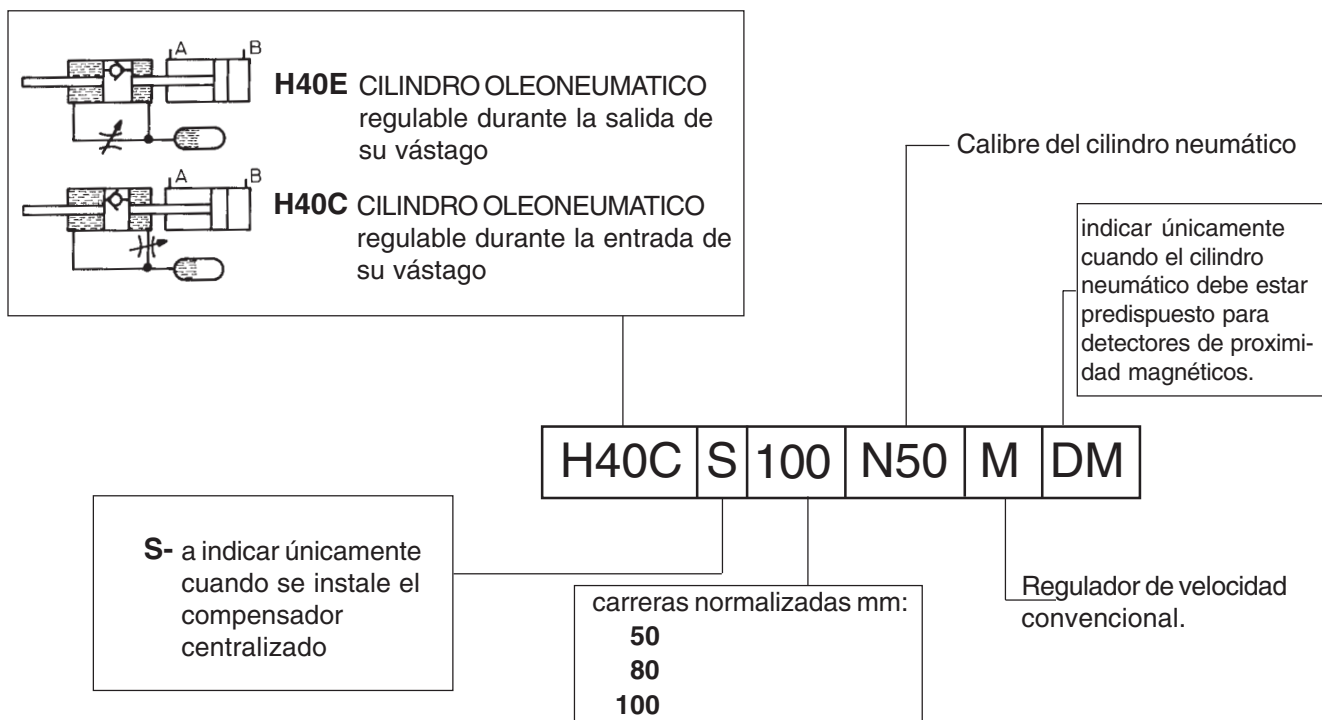 A B
H40E CILINDRO OLEONEUMATICO
regulable durante la salida de
su vástago
A B
H40C CILINDRO OLEONEUMATICO
regulable durante la entrada de
su vástago
Calibre del cilindro neumático
indicar únicamente
cuando el cilindro
neumático debe estar
predispuesto para
detectores de proximi-
dad magnéticos.
H40C S 100 N50 M DM
S- a indicar únicamente
cuando se instale el
compensador
centralizado
carreras normalizadas mm:
50
80
100
Regulador de velocidad
convencional.